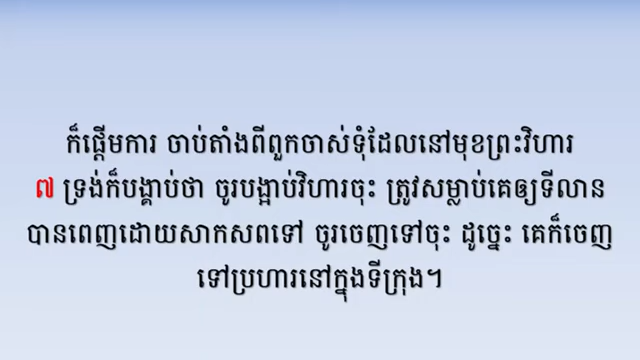 ក៏ផ្តើមការ ចាប់តាំងពីពួកចាស់ទុំដែលនៅមុខព្រះវិហារ
៧ ទ្រង់ក៏បង្គាប់ថា ចូរបង្អាប់វិហារចុះ ត្រូវសម្លាប់គេឲ្យទីលាន
បានពេញដោយសាកសពទៅ ចូរចេញទៅចុះ ដូច្នេះ គេក៏ចេញ
ទៅប្រហារនៅក្នុងទីក្រុង។